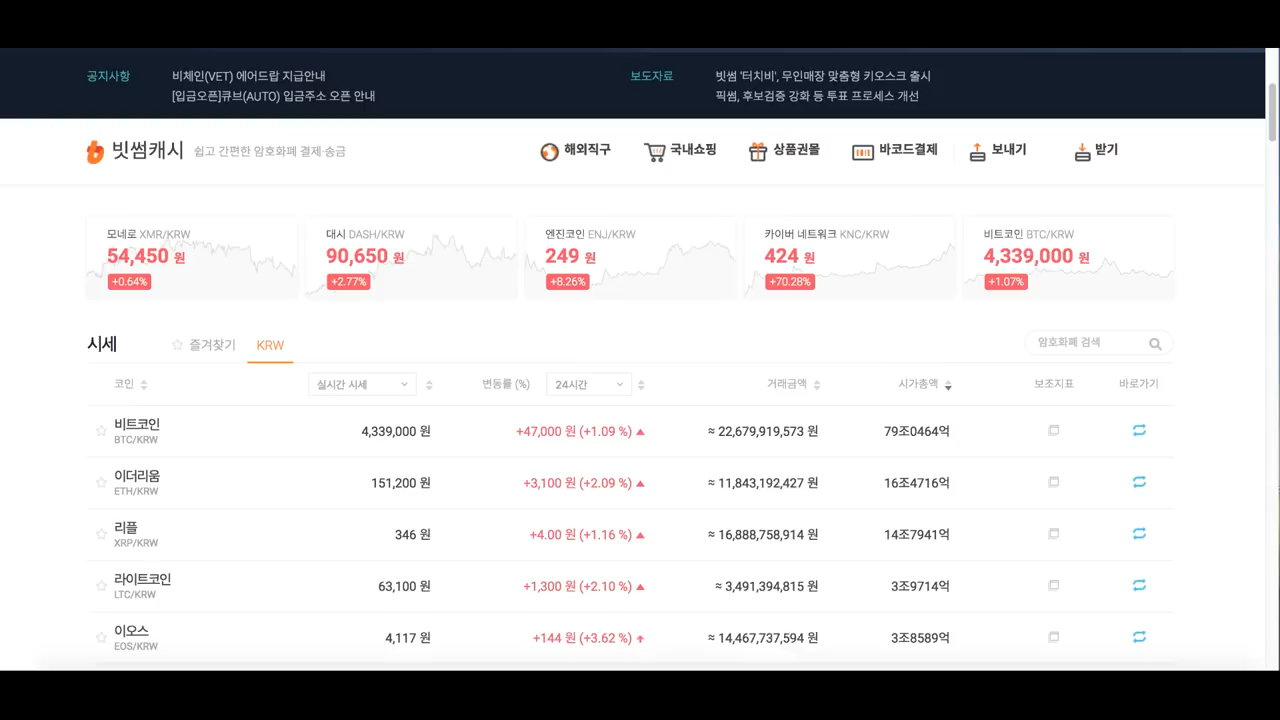 공지사항
비체인(VET) 에어드랍 지급안내
[입금오픈]큐브(AUTO) 입금주소 오픈 안내
보도자료
빗썸 '터치비', 무인매장 맞춤형 키오스크 출시
픽썸, 후보검증 강화 등 투표 프로세스 개선
빗썸캐시 쉽고 간편한 암호화폐 결제·송금
해외직구 국내쇼핑 상품권몰 바코드결제 보내기 받기
모네로 XMR/KRW
54,450 원
+0.64%
대시 DASH/KRW
90,650 원
+2.77%
엔진코인 ENJ/KRW
249 원
+8.26%
카이버 네트워크 KNC/KRW
424 원
+70.28%
비트코인 BTC/KRW
4,339,000 원
+1.07%
시세 즐겨찾기 KRW 암호화폐 검색
코인 실시간 시세 변동률 (%) 24시간 거래금액 시가총액 보조지표 바로가기
비트코인
BTC/KRW
4,339,000 원 +47,000 원 (+1.09 %) ≈ 22,679,919,573 원 79조0464억
이더리움
ETH/KRW
151,200 원 +3,100 원 (+2.09 %) ≈ 11,843,192,427 원 16조4716억
리플
XRP/KRW
346 원 +4.00 원 (+1.16 %) ≈ 16,888,758,914 원 14조7941억
라이트코인
LTC/KRW
63,100 원 +1,300 원 (+2.10 %) ≈ 3,491,394,815 원 3조9714억
이오스
EOS/KRW
4,117 원 +144 원 (+3.62 %) ≈ 14,467,737,594 원 3조8589억